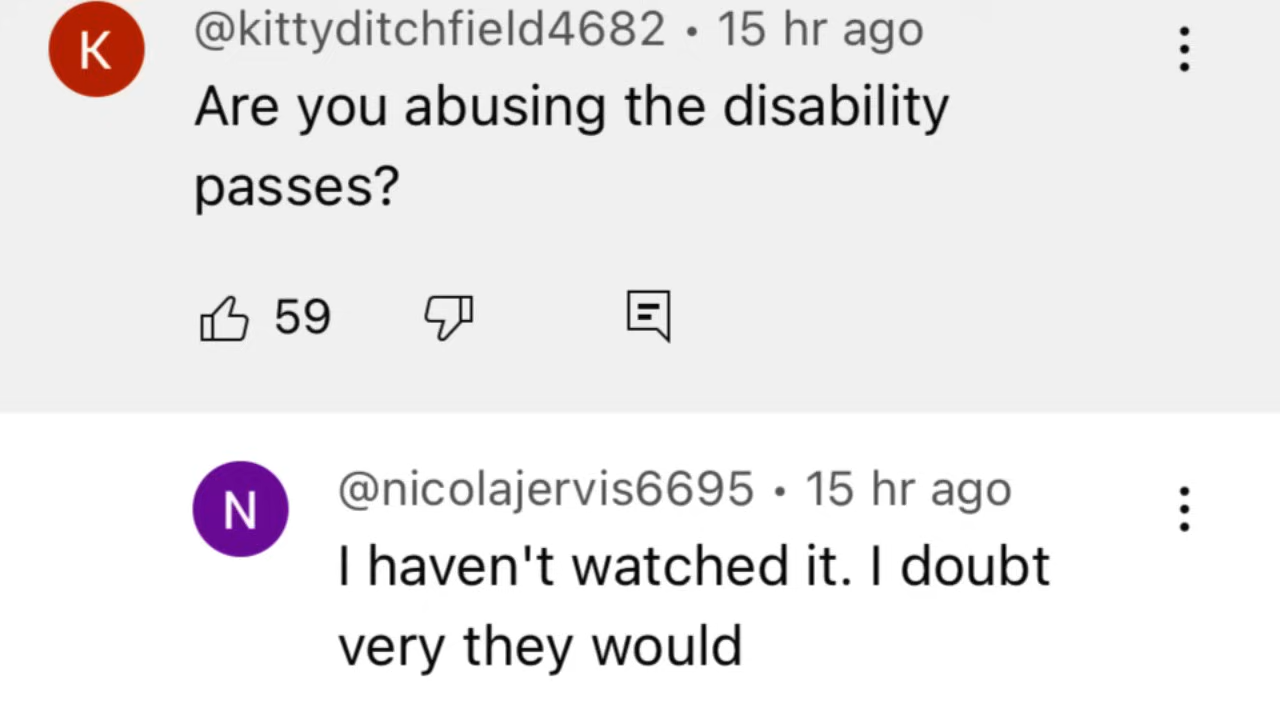 K
@kittyditchfield4682 • 15 hr ago
Are you abusing the disability
passes?
59
N
@nicolajervis6695 • 15 hr ago
I haven't watched it. I doubt
very they would